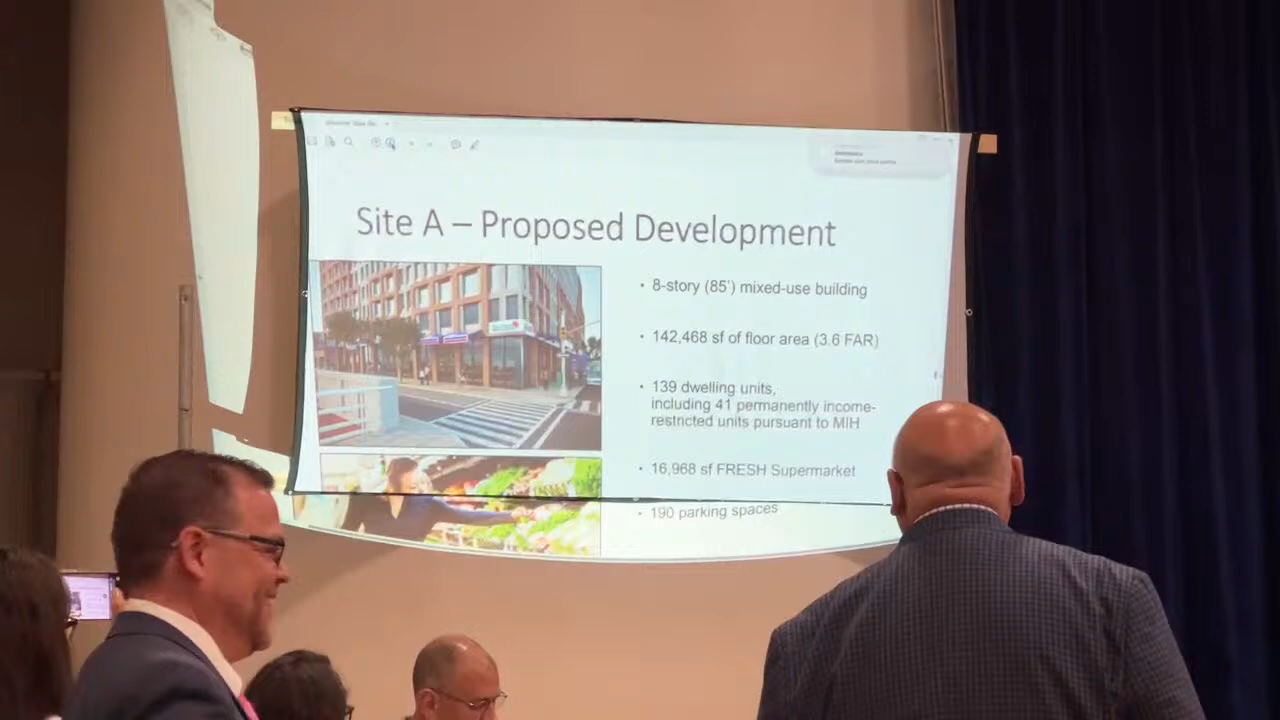 Site A – Proposed Development
• 8-story (85') mixed-use building
• 142,468 sf of floor area (3.6 FAR)
• 139 dwelling units,
including 41 permanently income-
restricted units pursuant to MIH
• 16,968 sf FRESH Supermarket
• 190 parking spaces